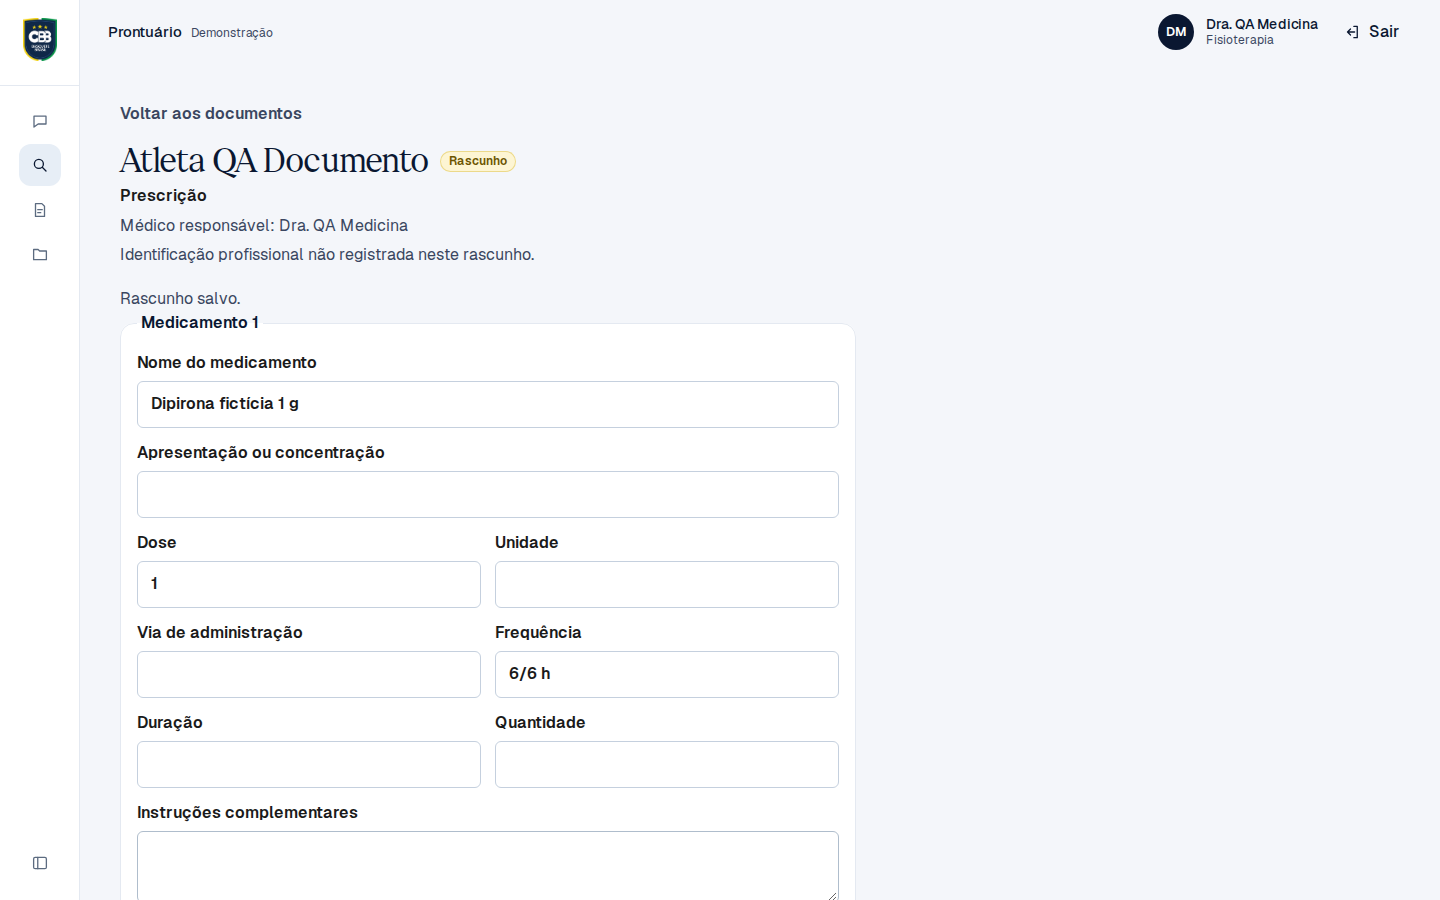 CBB
Prontuário Demonstração
DM
Dra. QA Medicina
Fisioterapia
Sair
Voltar aos documentos
Atleta QA Documento Rascunho
Prescrição
Médico responsável: Dra. QA Medicina
Identificação profissional não registrada neste rascunho.
Rascunho salvo.
Medicamento 1
Nome do medicamento
Dipirona fictícia 1 g
Apresentação ou concentração
Dose Unidade
1
Via de administração Frequência
6/6 h
Duração Quantidade
Instruções complementares